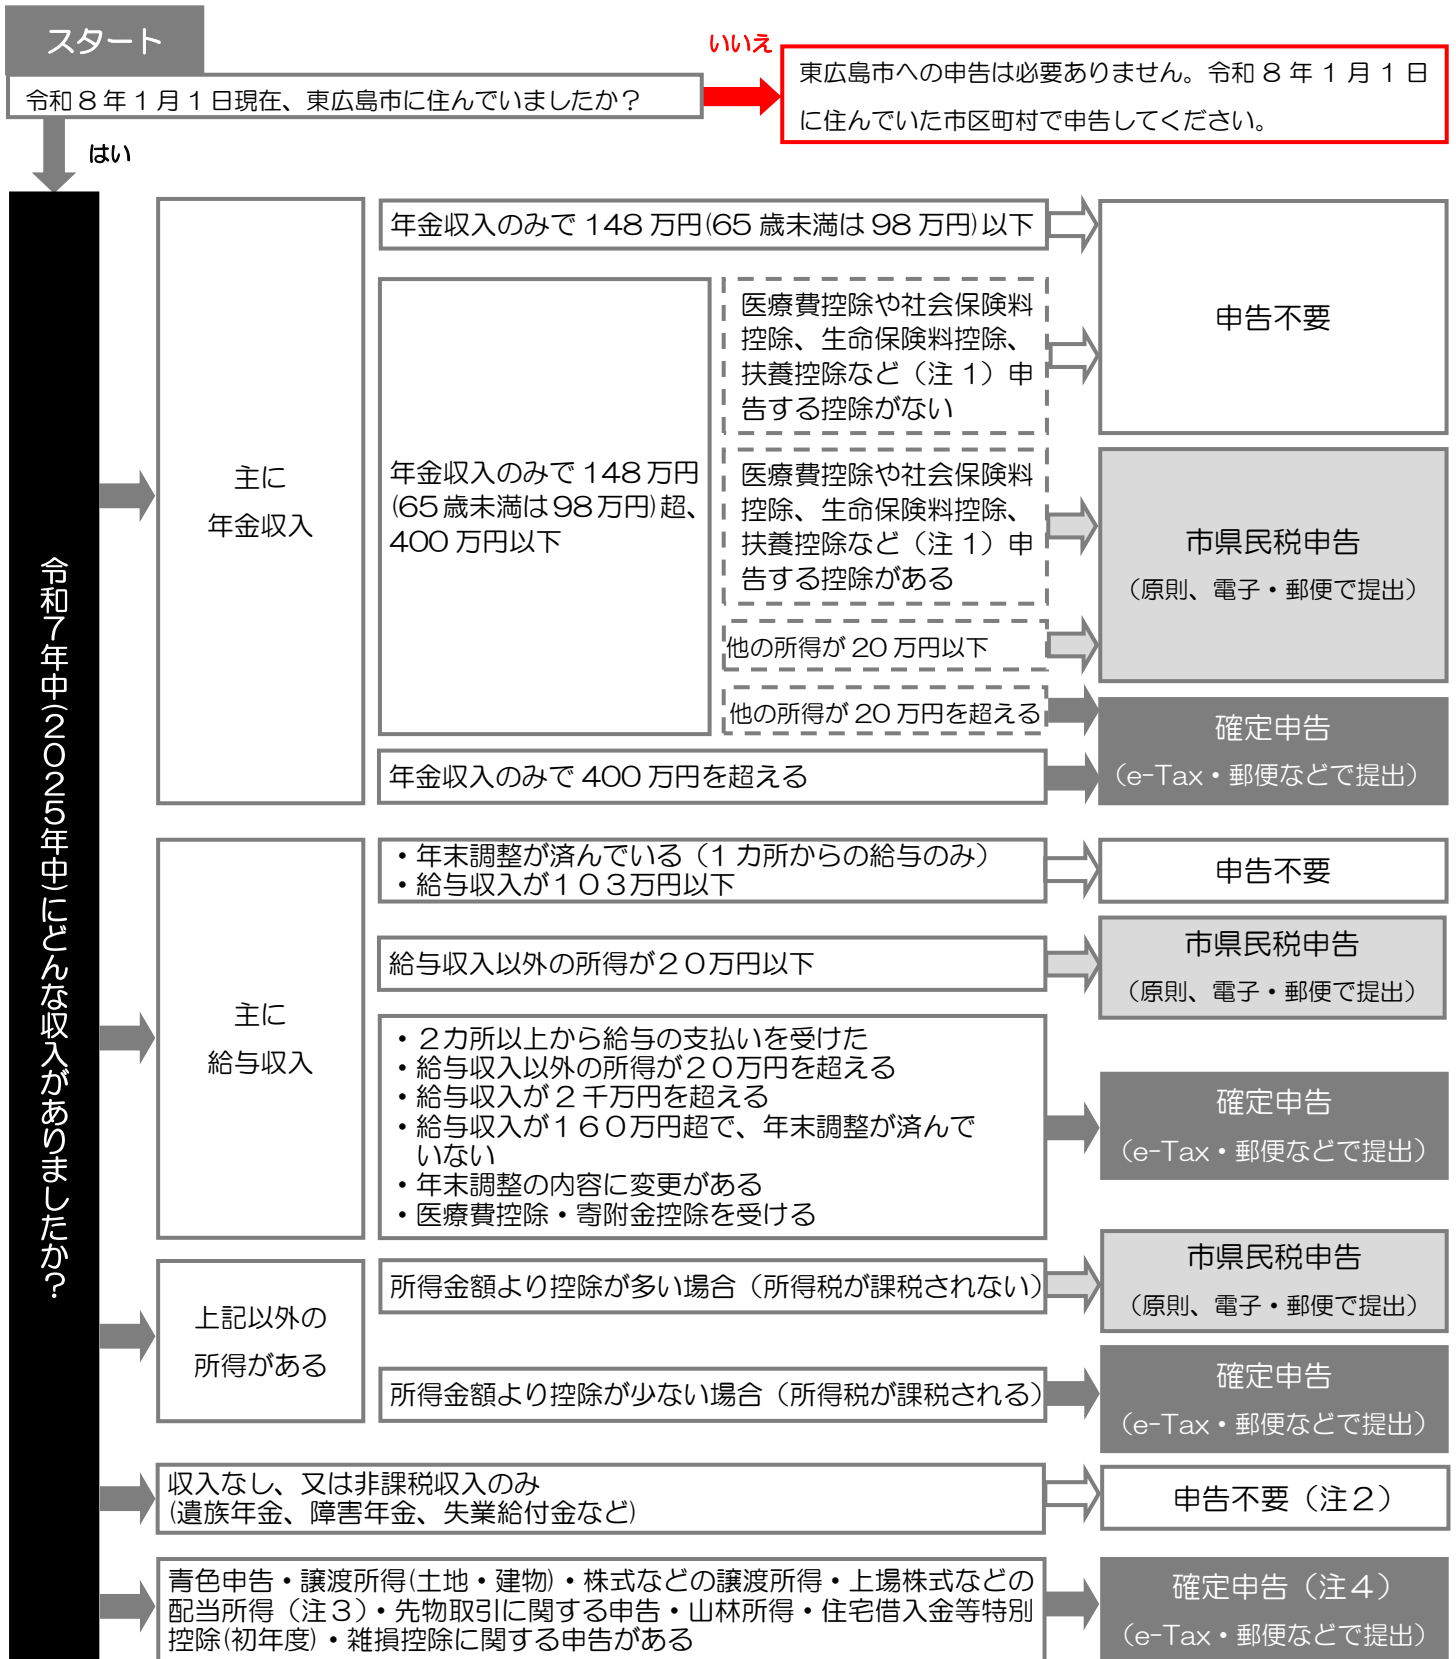 スタート
いいえ
令和８年１月１日現在、東広島市に住んでいましたか？
東広島市への申告は必要ありません。令和８年１月１日
に住んでいた市区町村で申告してください。
はい
令和７年中(２０２５年中)にどんな収入がありましたか？
主に
年金収入
年金収入のみで 148 万円(65 歳未満は 98 万円)以下
申告不要
年金収入のみで 148 万円
(65 歳未満は 98 万円)超、
400 万円以下
医療費控除や社会保険料
控除、生命保険料控除、
扶養控除など（注 1）申
告する控除がない
医療費控除や社会保険料
控除、生命保険料控除、
扶養控除など（注 1）申
告する控除がある
他の所得が 20 万円以下
市県民税申告
（原則、電子・郵便で提出）
他の所得が 20 万円を超える
年金収入のみで 400 万円を超える
確定申告
（e-Tax・郵便などで提出）
主に
給与収入
・年末調整が済んでいる（1 カ所からの給与のみ）
・給与収入が１０３万円以下
申告不要
給与収入以外の所得が２０万円以下
市県民税申告
（原則、電子・郵便で提出）
・２カ所以上から給与の支払いを受けた
・給与収入以外の所得が２０万円を超える
・給与収入が２千万円を超える
・給与収入が１６０万円超で、年末調整が済んで
いない
・年末調整の内容に変更がある
・医療費控除・寄附金控除を受ける
確定申告
（e-Tax・郵便などで提出）
上記以外の
所得がある
所得金額より控除が多い場合（所得税が課税されない）
市県民税申告
（原則、電子・郵便で提出）
所得金額より控除が少ない場合（所得税が課税される）
確定申告
（e-Tax・郵便などで提出）
収入なし、又は非課税収入のみ
(遺族年金、障害年金、失業給付金など)
申告不要（注２）
青色申告・譲渡所得(土地・建物)・株式などの譲渡所得・上場株式などの
配当所得（注３）・先物取引に関する申告・山林所得・住宅借入金等特別
控除(初年度)・雑損控除に関する申告がある
確定申告（注４）
（e-Tax・郵便などで提出）